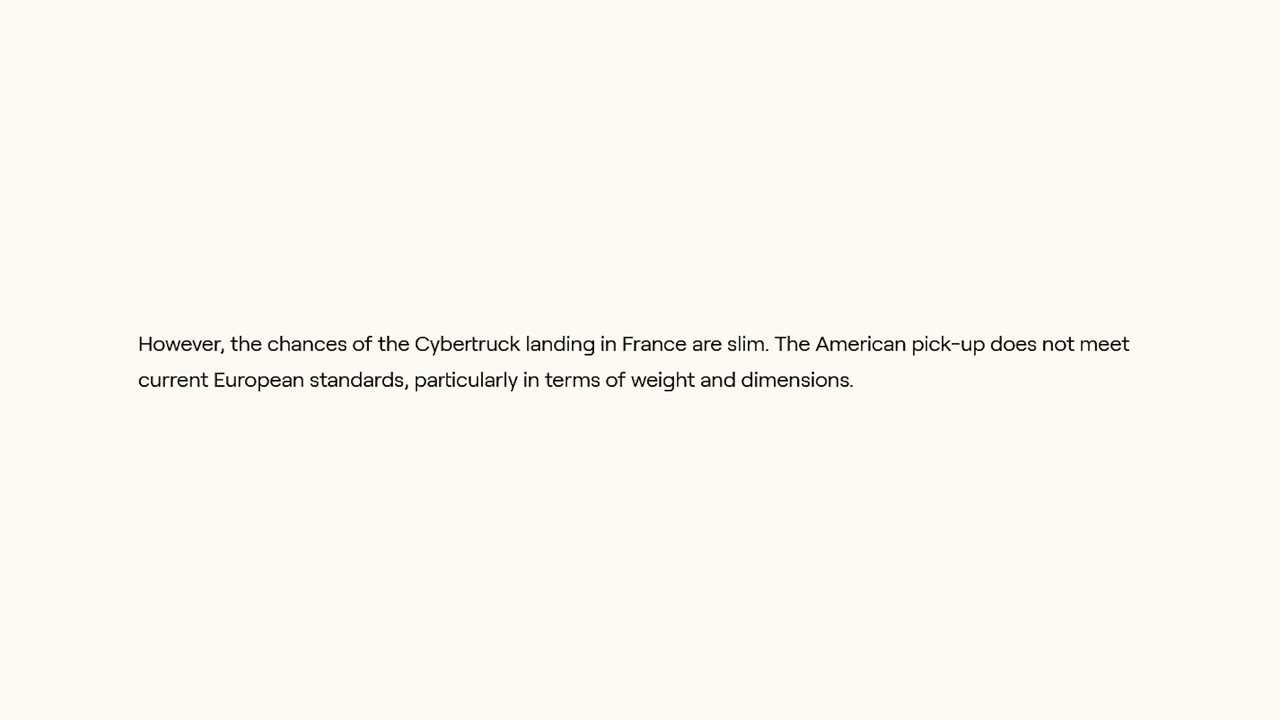 However, the chances of the Cybertruck landing in France are slim. The American pick-up does not meet
current European standards, particularly in terms of weight and dimensions.